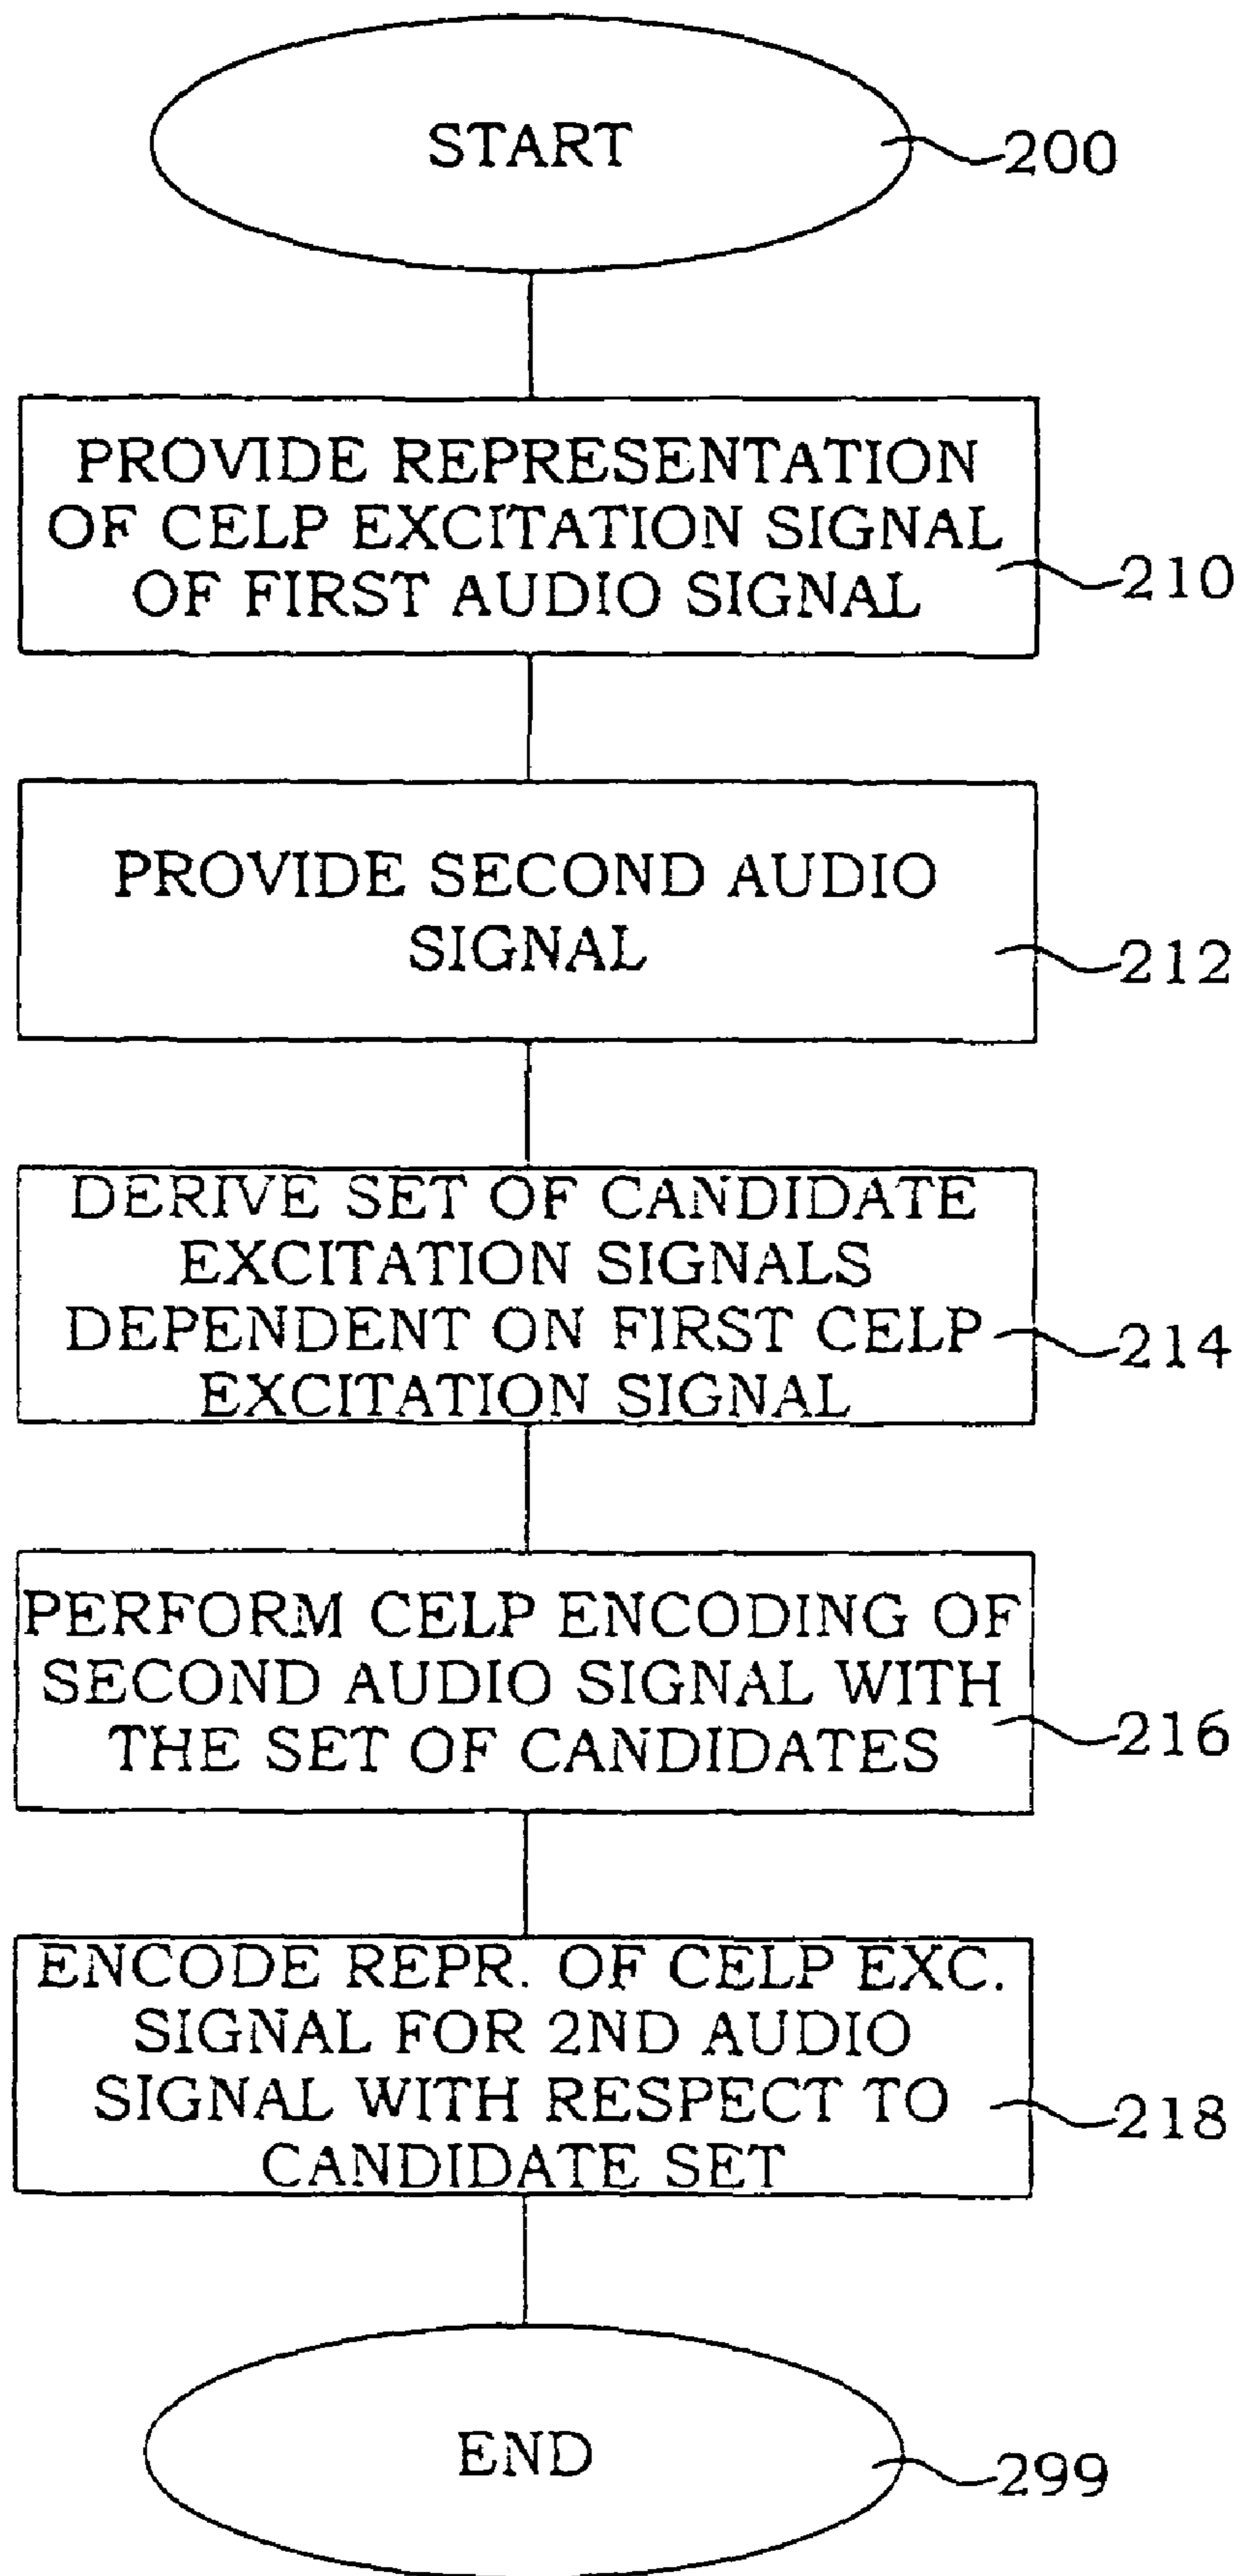 START
200
PROVIDE REPRESENTATION
OF CELP EXCITATION SIGNAL
OF FIRST AUDIO SIGNAL
210
PROVIDE SECOND AUDIO
SIGNAL
212
DERIVE SET OF CANDIDATE
EXCITATION SIGNALS
DEPENDENT ON FIRST CELP
EXCITATION SIGNAL
214
PERFORM CELP ENCODING OF
SECOND AUDIO SIGNAL WITH
THE SET OF CANDIDATES
216
ENCODE REPR. OF CELP EXC.
SIGNAL FOR 2ND AUDIO
SIGNAL WITH RESPECT TO
CANDIDATE SET
218
END
299